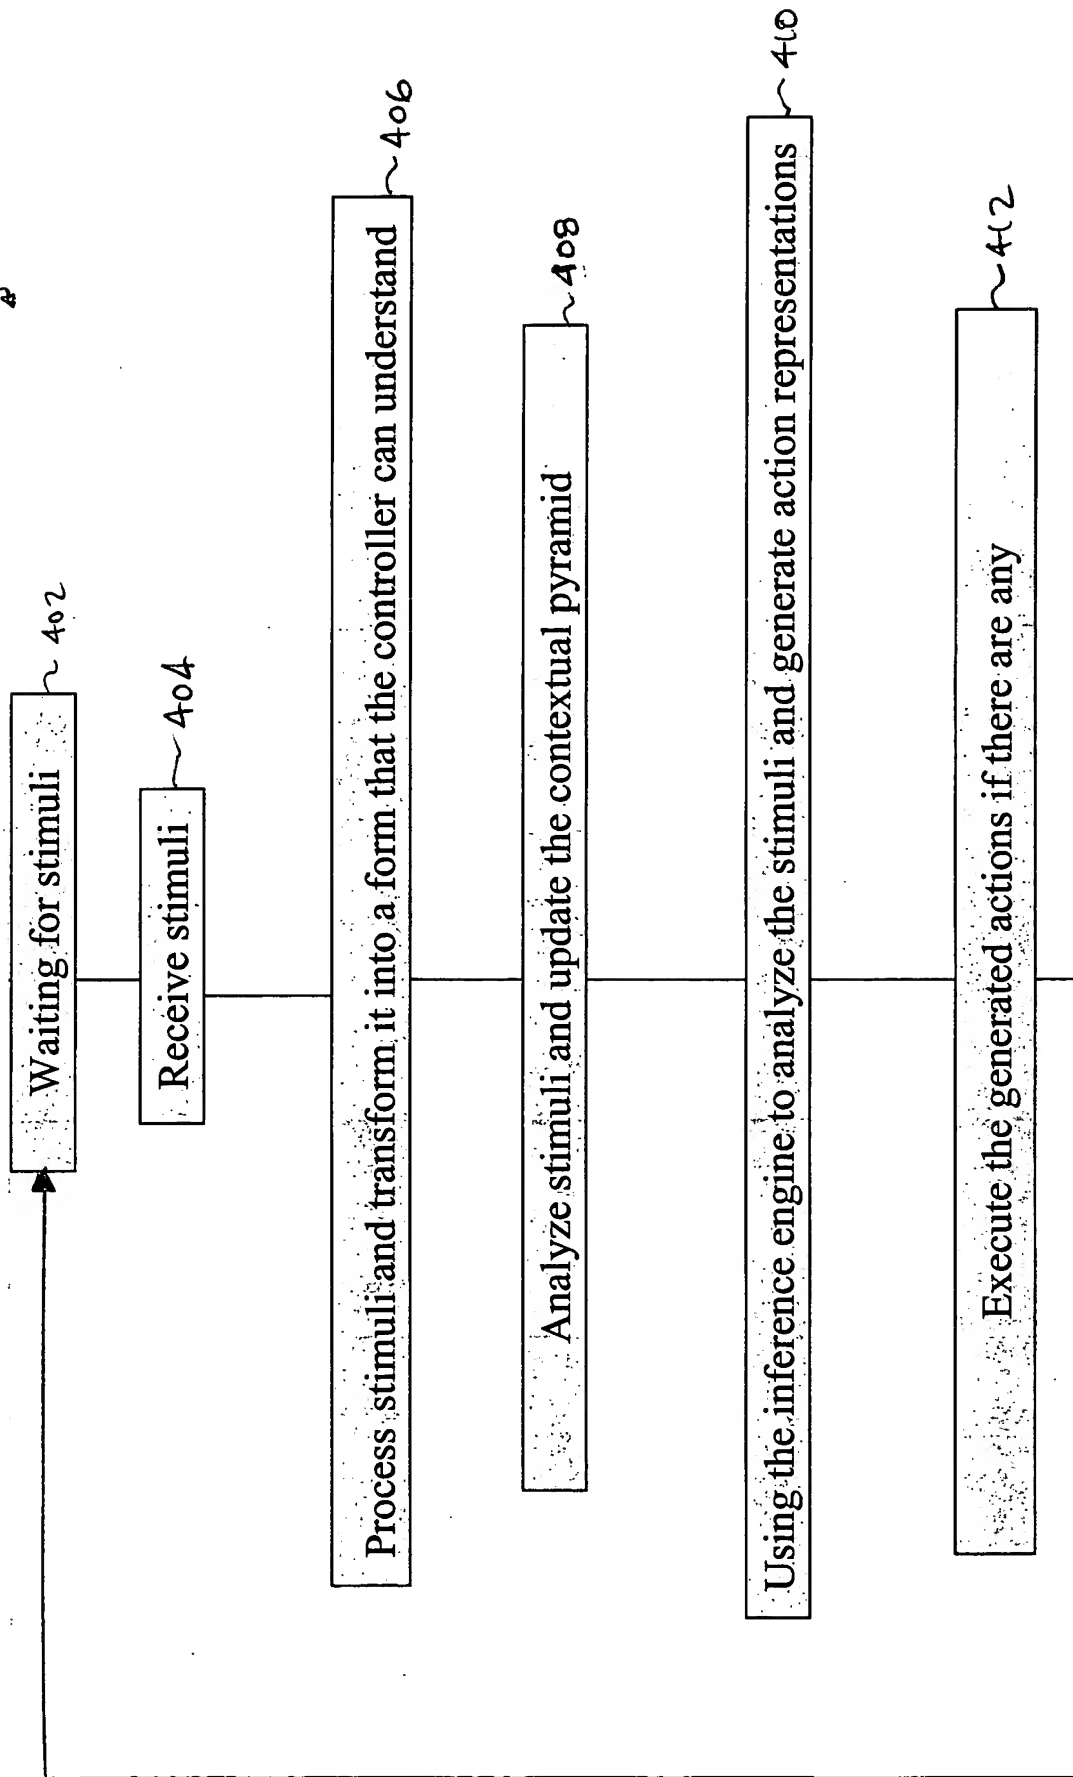 Waiting for stimuli
402
Receive stimuli
404
Process stimuli and transform it into a form that the controller can understand
406
Analyze stimuli and update the contextual pyramid
408
Using the inference engine to analyze the stimuli and generate action representations
410
Execute the generated actions if there are any
412